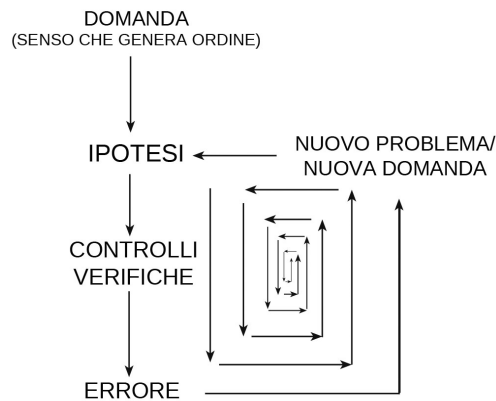 DOMANDA
(SENSO CHE GENERA ORDINE)
IPOTESI
NUOVO PROBLEMA/
NUOVA DOMANDA
CONTROLLI
VERIFICHE
ERRORE